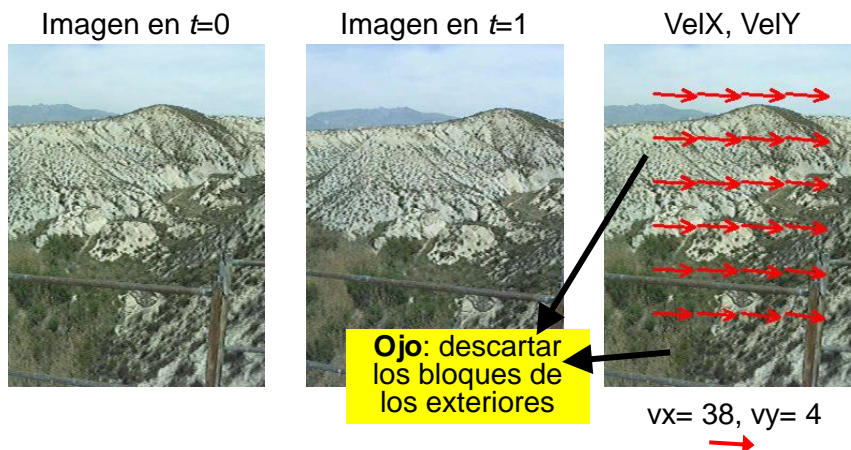 Imagen en t=0
Imagen en t=1
VelX, VelY
Ojo: descartar
los bloques de
los exteriores
vx= 38, vy= 4